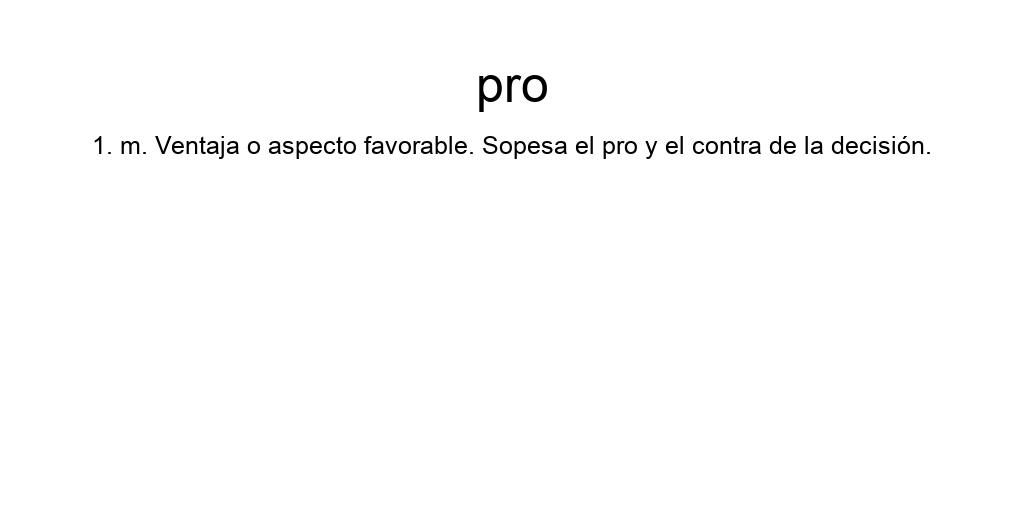 pro
1. m. Ventaja o aspecto favorable. Sopesa el pro y el contra de la decisión.